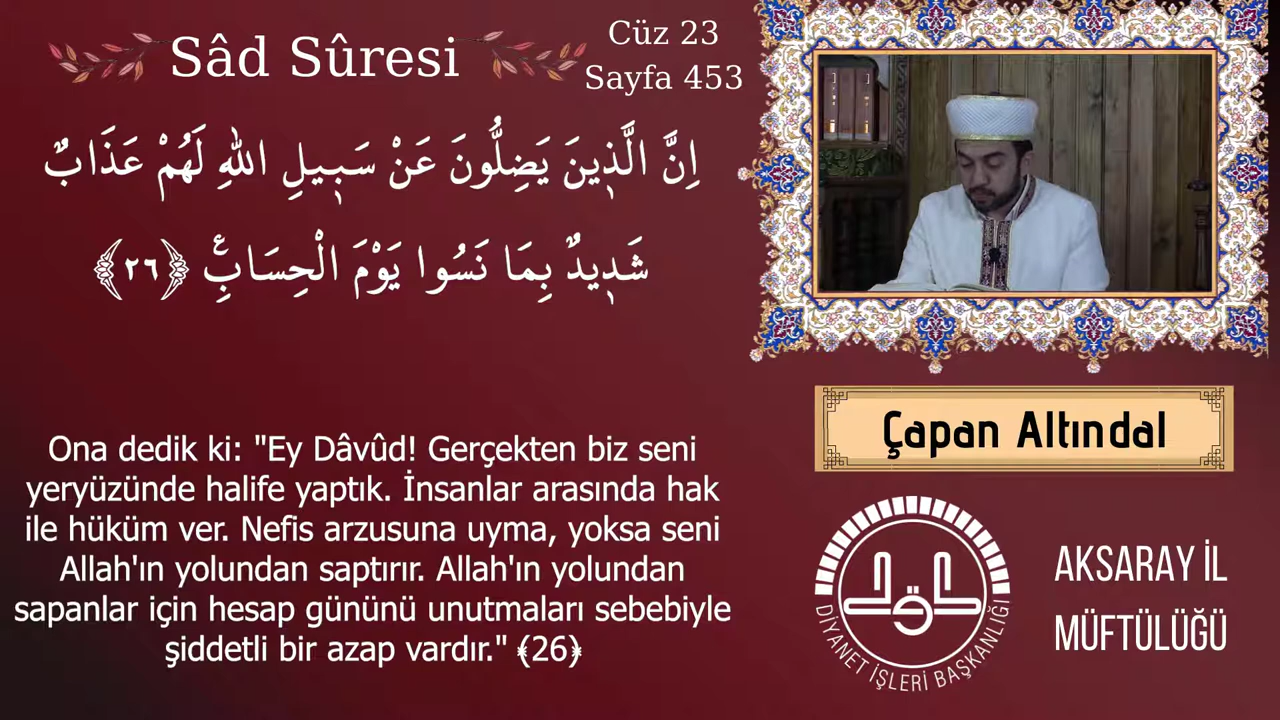 Sâd Sûresi
Cüz 23
Sayfa 453
اِنَّ الَّذ۪ينَ يَضِلُّونَ عَنْ سَب۪يلِ اللّٰهِ لَهُمْ عَذَابٌ
شَد۪يدٌ بِمَا نَسُوا يَوْمَ الْحِسَابِ۟ ﴿٢٦﴾
Ona dedik ki: "Ey Dâvûd! Gerçekten biz seni
yeryüzünde halife yaptık. İnsanlar arasında hak
ile hüküm ver. Nefis arzusuna uyma, yoksa seni
Allah'ın yolundan saptırır. Allah'ın yolundan
sapanlar için hesap gününü unutmaları sebebiyle
şiddetli bir azap vardır." ﴾26﴿
Çapan Altındal
DİYANET İŞLERİ BAŞKANLIĞI
AKSARAY İL
MÜFTÜLÜĞÜ